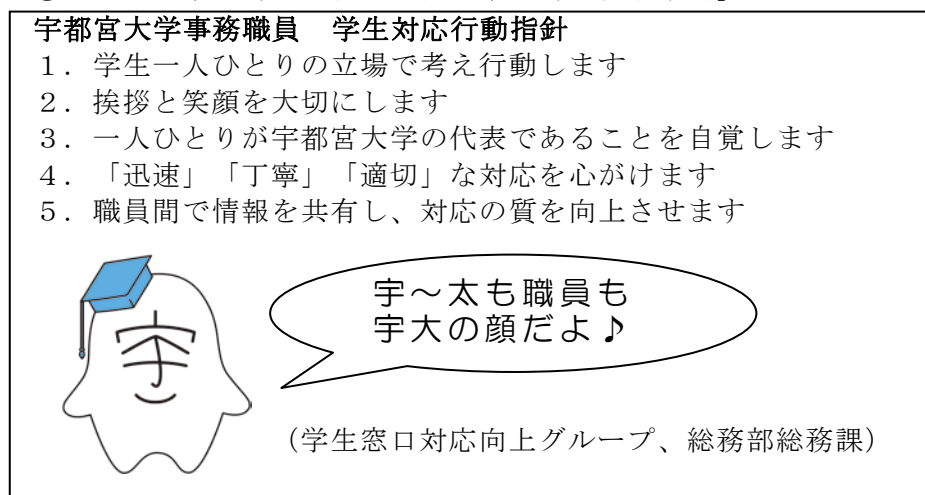 宇都宮大学事務職員　学生対応行動指針
１．学生一人ひとりの立場で考え行動します
２．挨拶と笑顔を大切にします
３．一人ひとりが宇都宮大学の代表であることを自覚します
４．「迅速」「丁寧」「適切」な対応を心がけます
５．職員間で情報を共有し、対応の質を向上させます
宇～太も職員も
宇大の顔だよ♪
宇
（学生窓口対応向上グループ、総務部総務課）